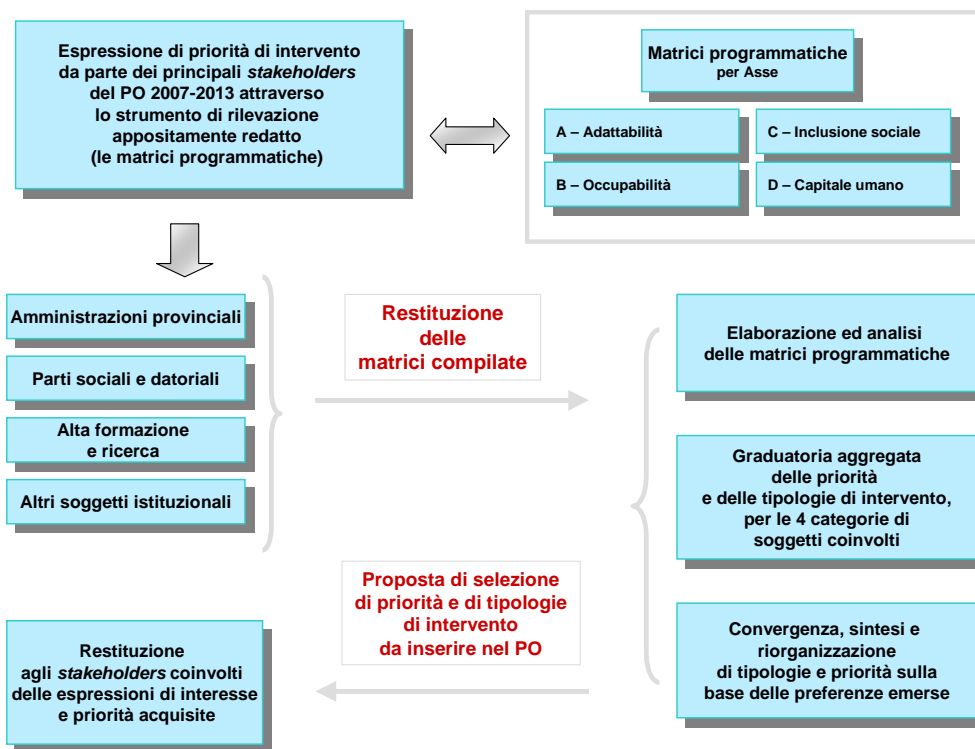 Espressione di priorità di intervento
da parte dei principali stakeholders
del PO 2007-2013 attraverso
lo strumento di rilevazione
appositamente redatto
(le matrici programmatiche)
Matrici programmatiche
per Asse
A – Adattabilità
C – Inclusione sociale
B – Occupabilità
D – Capitale umano
Amministrazioni provinciali
Parti sociali e datoriali
Alta formazione
e ricerca
Altri soggetti istituzionali
Restituzione
delle
matrici compilate
Elaborazione ed analisi
delle matrici programmatiche
Graduatoria aggregata
delle priorità
e delle tipologie di intervento,
per le 4 categorie di
soggetti coinvolti
Convergenza, sintesi e
riorganizzazione
di tipologie e priorità sulla
base delle preferenze emerse
Proposta di selezione
di priorità e di tipologie
di intervento
da inserire nel PO
Restituzione
agli stakeholders coinvolti
delle espressioni di interesse
e priorità acquisite